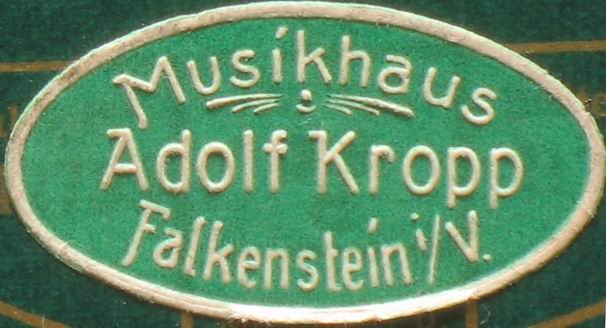 Musikhaus
Adolf Kropp
Falkenstein i/V.